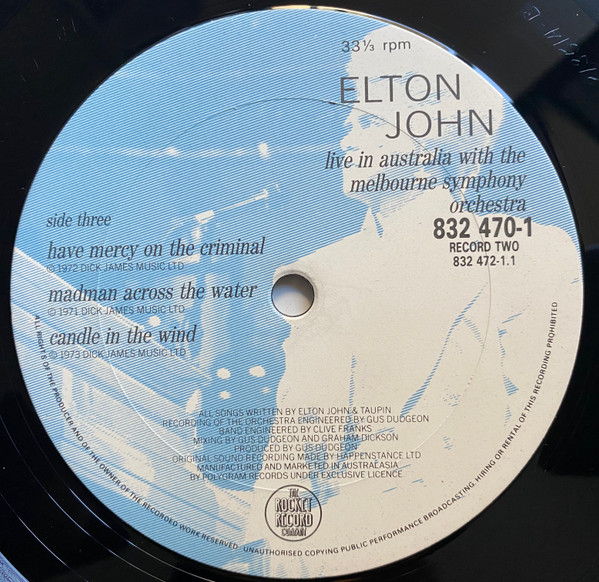 33⅓ rpm
ELTON
JOHN
live in australia with the
melbourne symphony
orchestra
832 470-1
RECORD TWO
832 472-1.1
side three
have mercy on the criminal
© 1972 DICK JAMES MUSIC LTD
madman across the water
© 1971 DICK JAMES MUSIC LTD
candle in the wind
© 1973 DICK JAMES MUSIC LTD
ALL SONGS WRITTEN BY ELTON JOHN & TAUPIN
RECORDING OF THE ORCHESTRA ENGINEERED BY GUS DUDGEON
BAND ENGINEERED BY CLIVE FRANKS
MIXING BY GUS DUDGEON AND GRAHAM DICKSON
PRODUCED BY GUS DUDGEON
ORIGINAL SOUND RECORDING MADE BY HAPPENSTANCE LTD
MANUFACTURED AND MARKETED IN AUSTRALASIA
BY POLYGRAM RECORDS UNDER EXCLUSIVE LICENCE
THE
ROCKET
RECORD
COMPANY
ALL RIGHTS OF THE PRODUCER AND OF THE OWNER OF THE RECORDED WORK RESERVED · UNAUTHORISED COPYING PUBLIC PERFORMANCE BROADCASTING, HIRING OR RENTAL OF THIS RECORDING PROHIBITED